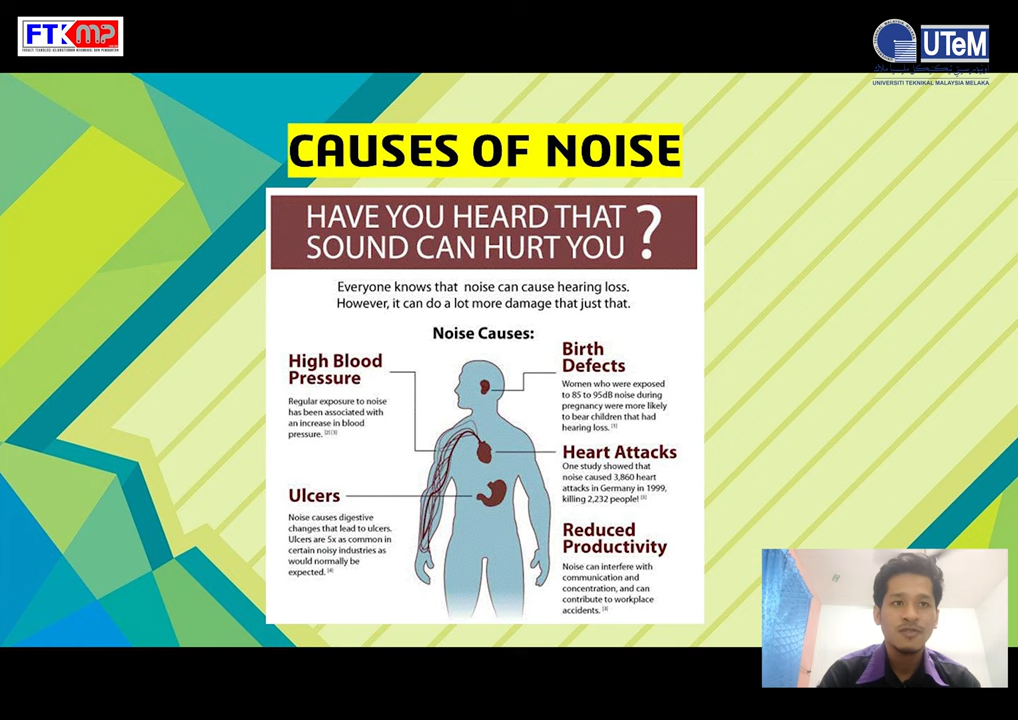 FTKMP
UTeM
UNIVERSITI TEKNIKAL MALAYSIA MELAKA
CAUSES OF NOISE
HAVE YOU HEARD THAT
SOUND CAN HURT YOU ?
Everyone knows that noise can cause hearing loss.
However, it can do a lot more damage that just that.
Noise Causes:
High Blood
Pressure
Regular exposure to noise
has been associated with
an increase in blood
pressure. [2] [3]
Ulcers
Noise causes digestive
changes that lead to ulcers.
Ulcers are 5x as common in
certain noisy industries as
would normally be
expected. [4]
Birth
Defects
Women who were exposed
to 85 to 95dB noise during
pregnancy were more likely
to bear children that had
hearing loss.
Heart Attacks
One study showed that
noise caused 3,860 heart
attacks in Germany in 1999,
killing 2,232 people!
Reduced
Productivity
Noise can interfere with
communication and
concentration, and can
contribute to workplace
accidents.